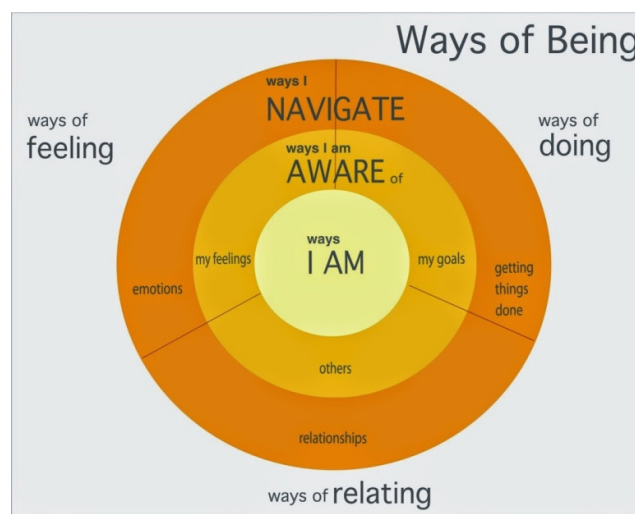 Ways of Being
ways I
NAVIGATE
ways of
feeling
ways of
doing
ways I am
AWARE of
ways
I AM
my feelings
my goals
emotions
getting
things
done
others
relationships
ways of relating